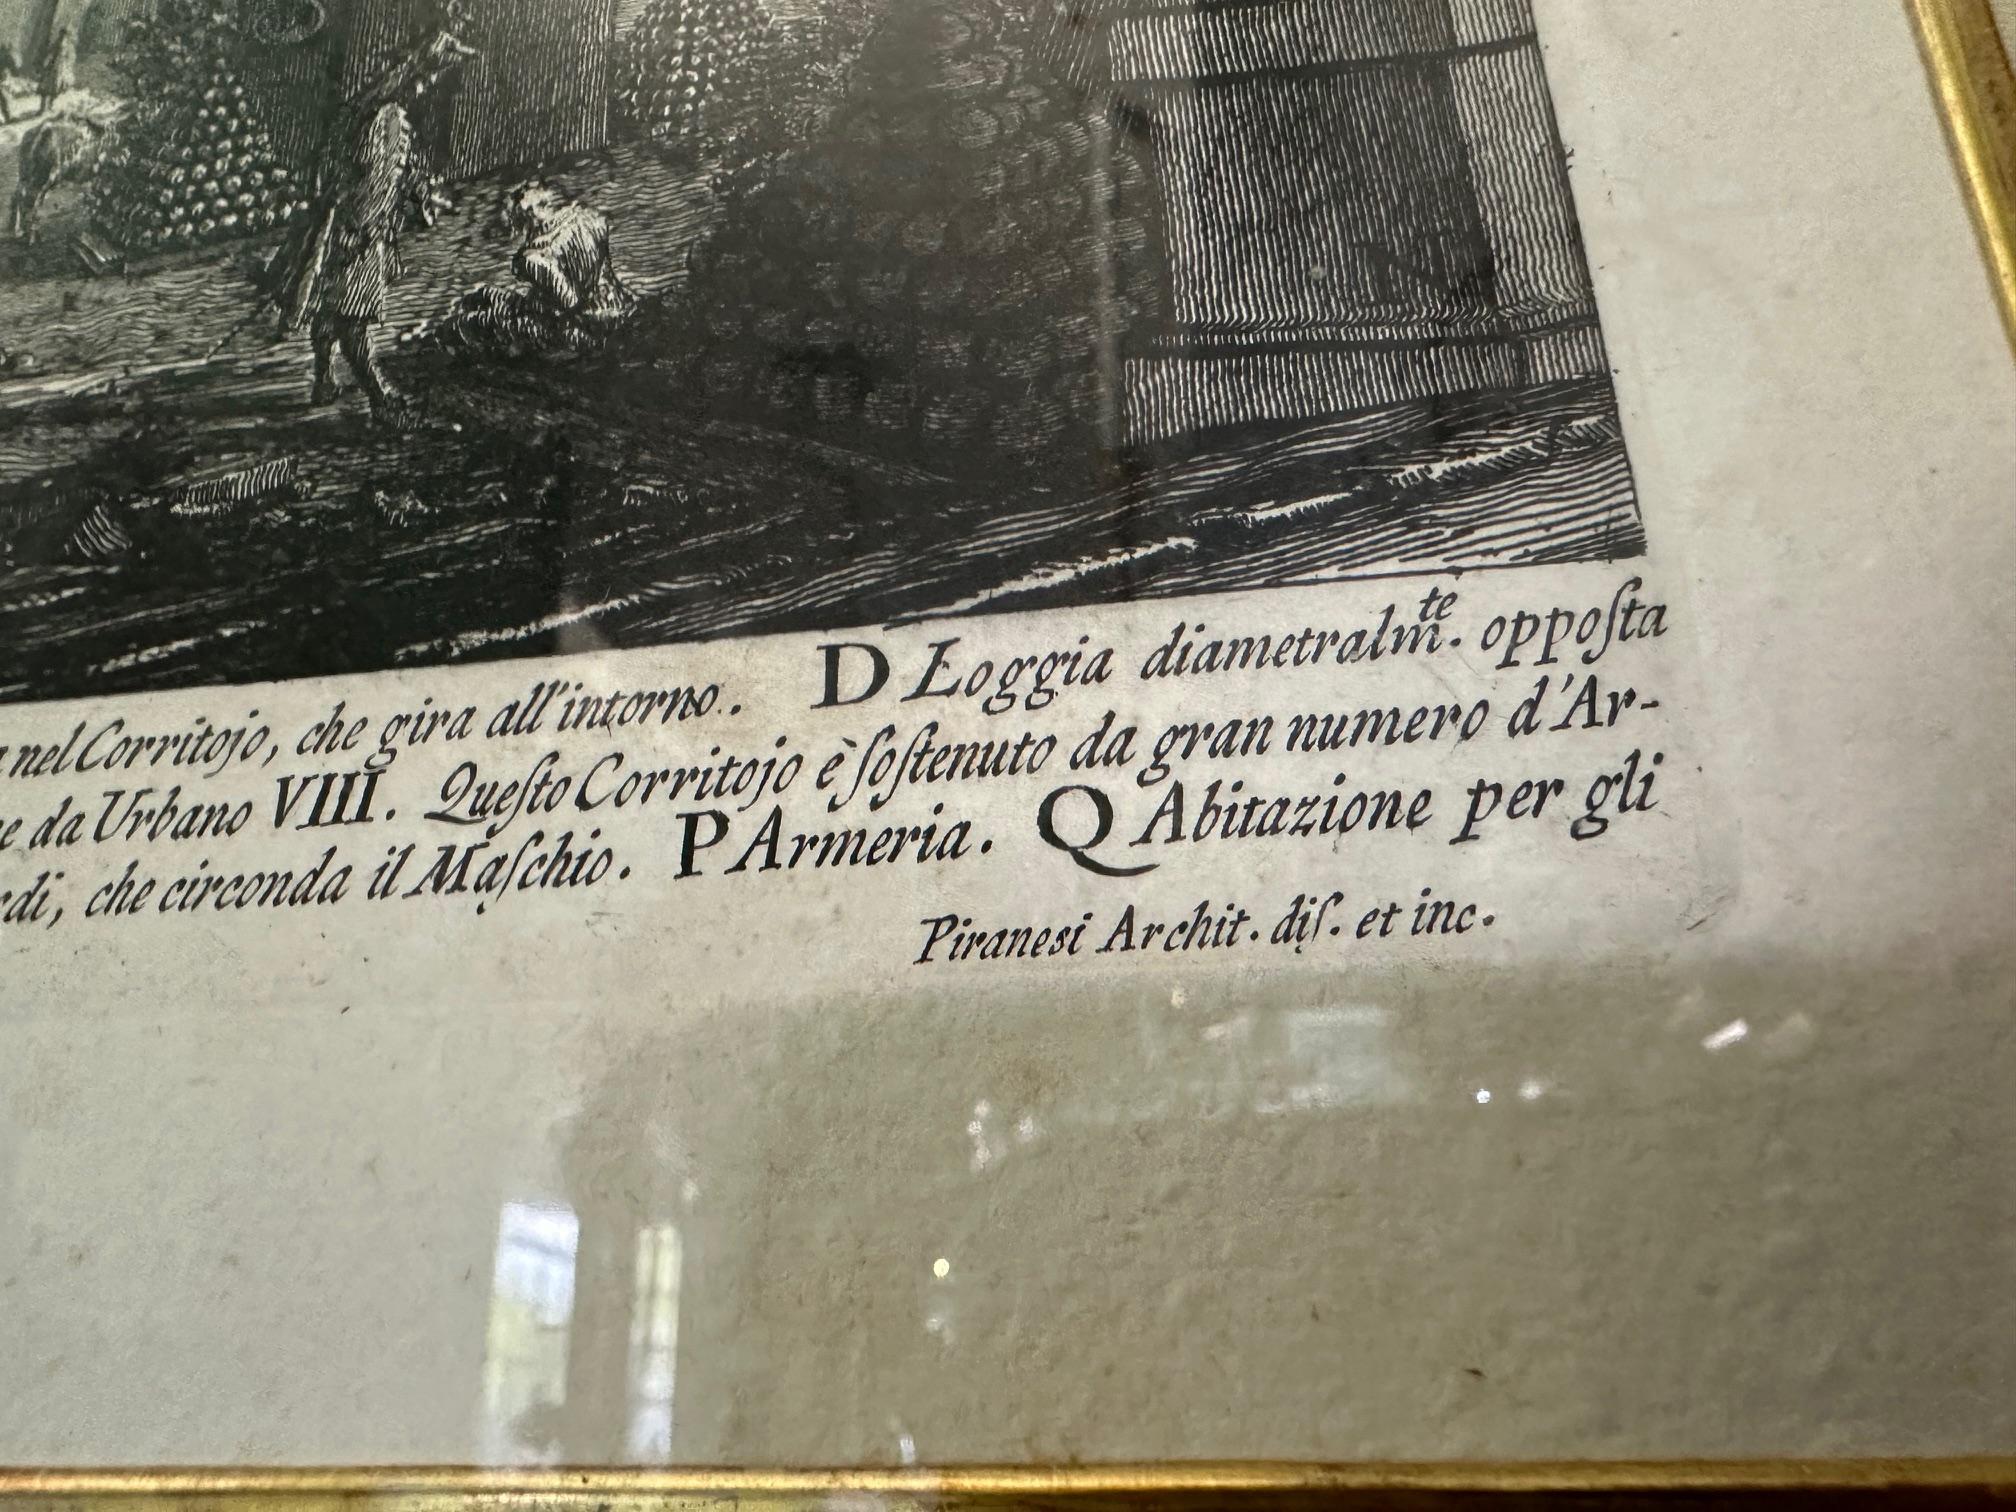 nel Corritojo, che gira all'intorno. D Loggia diametralm.te opposta
da Urbano VIII. Queſto Corritojo è ſoſtenuto da gran numero d'Ar-
che circonda il Maſchio. P Armeria. Q Abitazione per gli
Piranesi Archit. diſ. et inc.